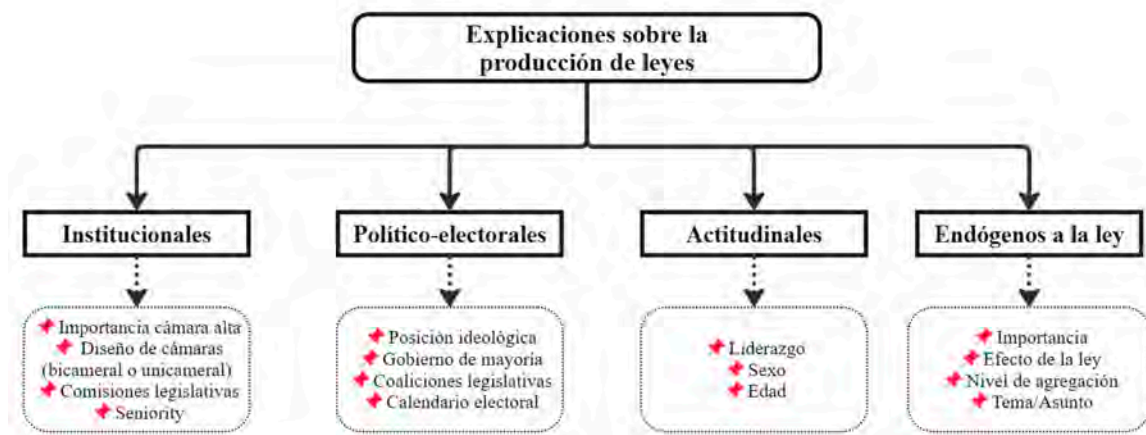 Explicaciones sobre la
producción de leyes
Institucionales
Político-electorales
Actitudinales
Endógenos a la ley
Importancia cámara alta
Diseño de cámaras
(bicameral o unicameral)
Comisiones legislativas
Seniority
Posición ideológica
Gobierno de mayoría
Coaliciones legislativas
Calendario electoral
Liderazgo
Sexo
Edad
Importancia
Efecto de la ley
Nivel de agregación
Tema/Asunto